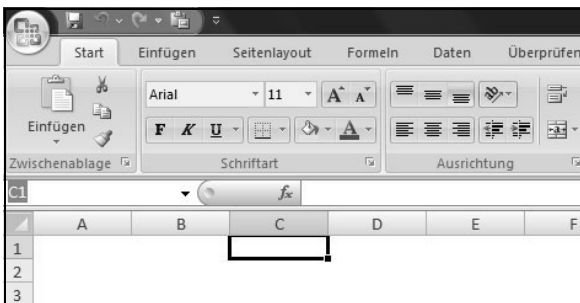 Start Einfügen Seitenlayout Formeln Daten Überprüfen
Arial 11 A A
Einfügen F K U A
Zwischenablage Schriftart Ausrichtung
C1 fx
A B C D E F
1
2
3